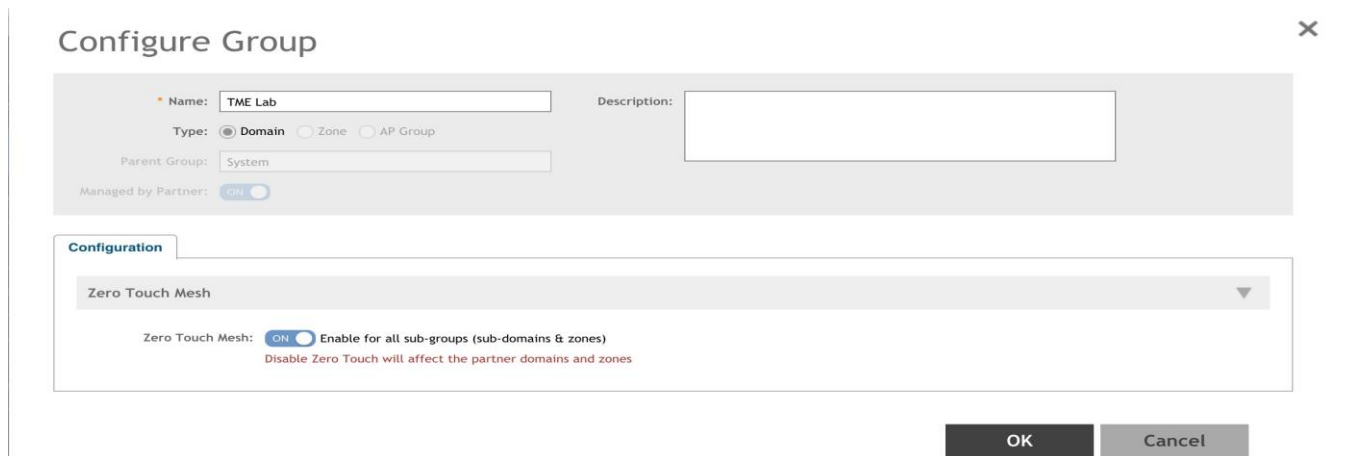 Configure Group
* Name: TME Lab Description:
Type: Domain Zone AP Group
Parent Group: System
Managed by Partner: ON
Configuration
Zero Touch Mesh
Zero Touch Mesh: ON Enable for all sub-groups (sub-domains & zones)
Disable Zero Touch will affect the partner domains and zones
OK Cancel